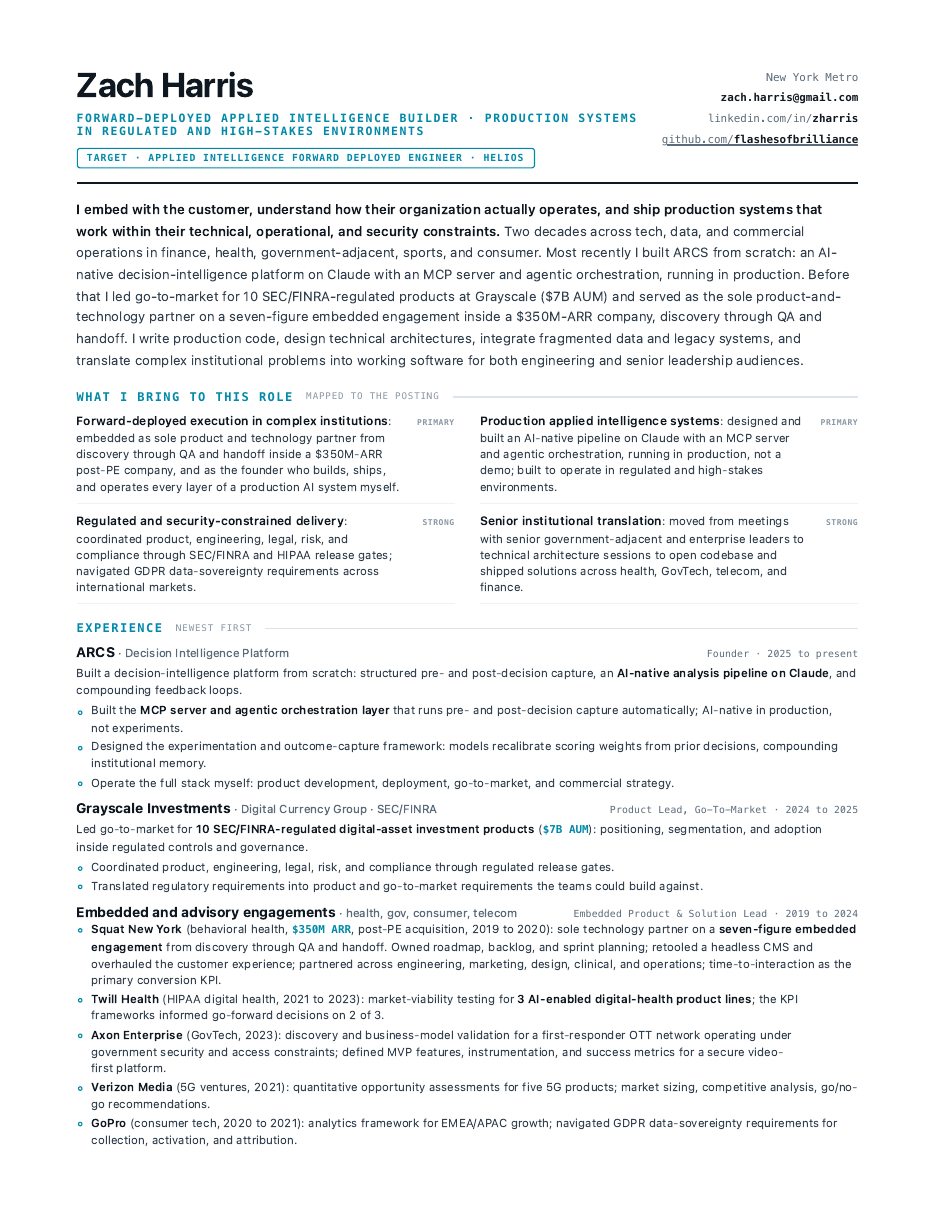 Zach Harris
New York Metro
zach.harris@gmail.com
linkedin.com/in/zharris
github.com/flashesofbrilliance
FORWARD-DEPLOYED APPLIED INTELLIGENCE BUILDER · PRODUCTION SYSTEMS
IN REGULATED AND HIGH-STAKES ENVIRONMENTS
TARGET · APPLIED INTELLIGENCE FORWARD DEPLOYED ENGINEER · HELIOS
I embed with the customer, understand how their organization actually operates, and ship production systems that
work within their technical, operational, and security constraints. Two decades across tech, data, and commercial
operations in finance, health, government-adjacent, sports, and consumer. Most recently I built ARCS from scratch: an AI-
native decision-intelligence platform on Claude with an MCP server and agentic orchestration, running in production. Before
that I led go-to-market for 10 SEC/FINRA-regulated products at Grayscale ($7B AUM) and served as the sole product-and-
technology partner on a seven-figure embedded engagement inside a $350M-ARR company, discovery through QA and
handoff. I write production code, design technical architectures, integrate fragmented data and legacy systems, and
translate complex institutional problems into working software for both engineering and senior leadership audiences.
WHAT I BRING TO THIS ROLE MAPPED TO THE POSTING
Forward-deployed execution in complex institutions: PRIMARY
embedded as sole product and technology partner from
discovery through QA and handoff inside a $350M-ARR
post-PE company, and as the founder who builds, ships,
and operates every layer of a production AI system myself.
Production applied intelligence systems: designed and PRIMARY
built an AI-native pipeline on Claude with an MCP server
and agentic orchestration, running in production, not a
demo; built to operate in regulated and high-stakes
environments.
Regulated and security-constrained delivery: STRONG
coordinated product, engineering, legal, risk, and
compliance through SEC/FINRA and HIPAA release gates;
navigated GDPR data-sovereignty requirements across
international markets.
Senior institutional translation: moved from meetings STRONG
with senior government-adjacent and enterprise leaders to
technical architecture sessions to open codebase and
shipped solutions across health, GovTech, telecom, and
finance.
EXPERIENCE NEWEST FIRST
ARCS · Decision Intelligence Platform Founder · 2025 to present
Built a decision-intelligence platform from scratch: structured pre- and post-decision capture, an AI-native analysis pipeline on Claude, and
compounding feedback loops.
Built the MCP server and agentic orchestration layer that runs pre- and post-decision capture automatically; AI-native in production,
not experiments.
Designed the experimentation and outcome-capture framework: models recalibrate scoring weights from prior decisions, compounding
institutional memory.
Operate the full stack myself: product development, deployment, go-to-market, and commercial strategy.
Grayscale Investments · Digital Currency Group · SEC/FINRA Product Lead, Go-To-Market · 2024 to 2025
Led go-to-market for 10 SEC/FINRA-regulated digital-asset investment products ($7B AUM): positioning, segmentation, and adoption
inside regulated controls and governance.
Coordinated product, engineering, legal, risk, and compliance through regulated release gates.
Translated regulatory requirements into product and go-to-market requirements the teams could build against.
Embedded and advisory engagements · health, gov, consumer, telecom Embedded Product & Solution Lead · 2019 to 2024
Squat New York (behavioral health, $350M ARR, post-PE acquisition, 2019 to 2020): sole technology partner on a seven-figure embedded
engagement from discovery through QA and handoff. Owned roadmap, backlog, and sprint planning; retooled a headless CMS and
overhauled the customer experience; partnered across engineering, marketing, design, clinical, and operations; time-to-interaction as the
primary conversion KPI.
Twill Health (HIPAA digital health, 2021 to 2023): market-viability testing for 3 AI-enabled digital-health product lines; the KPI
frameworks informed go-forward decisions on 2 of 3.
Axon Enterprise (GovTech, 2023): discovery and business-model validation for a first-responder OTT network operating under
government security and access constraints; defined MVP features, instrumentation, and success metrics for a secure video-
first platform.
Verizon Media (5G ventures, 2021): quantitative opportunity assessments for five 5G products; market sizing, competitive analysis, go/no-
go recommendations.
GoPro (consumer tech, 2020 to 2021): analytics framework for EMEA/APAC growth; navigated GDPR data-sovereignty requirements for
collection, activation, and attribution.